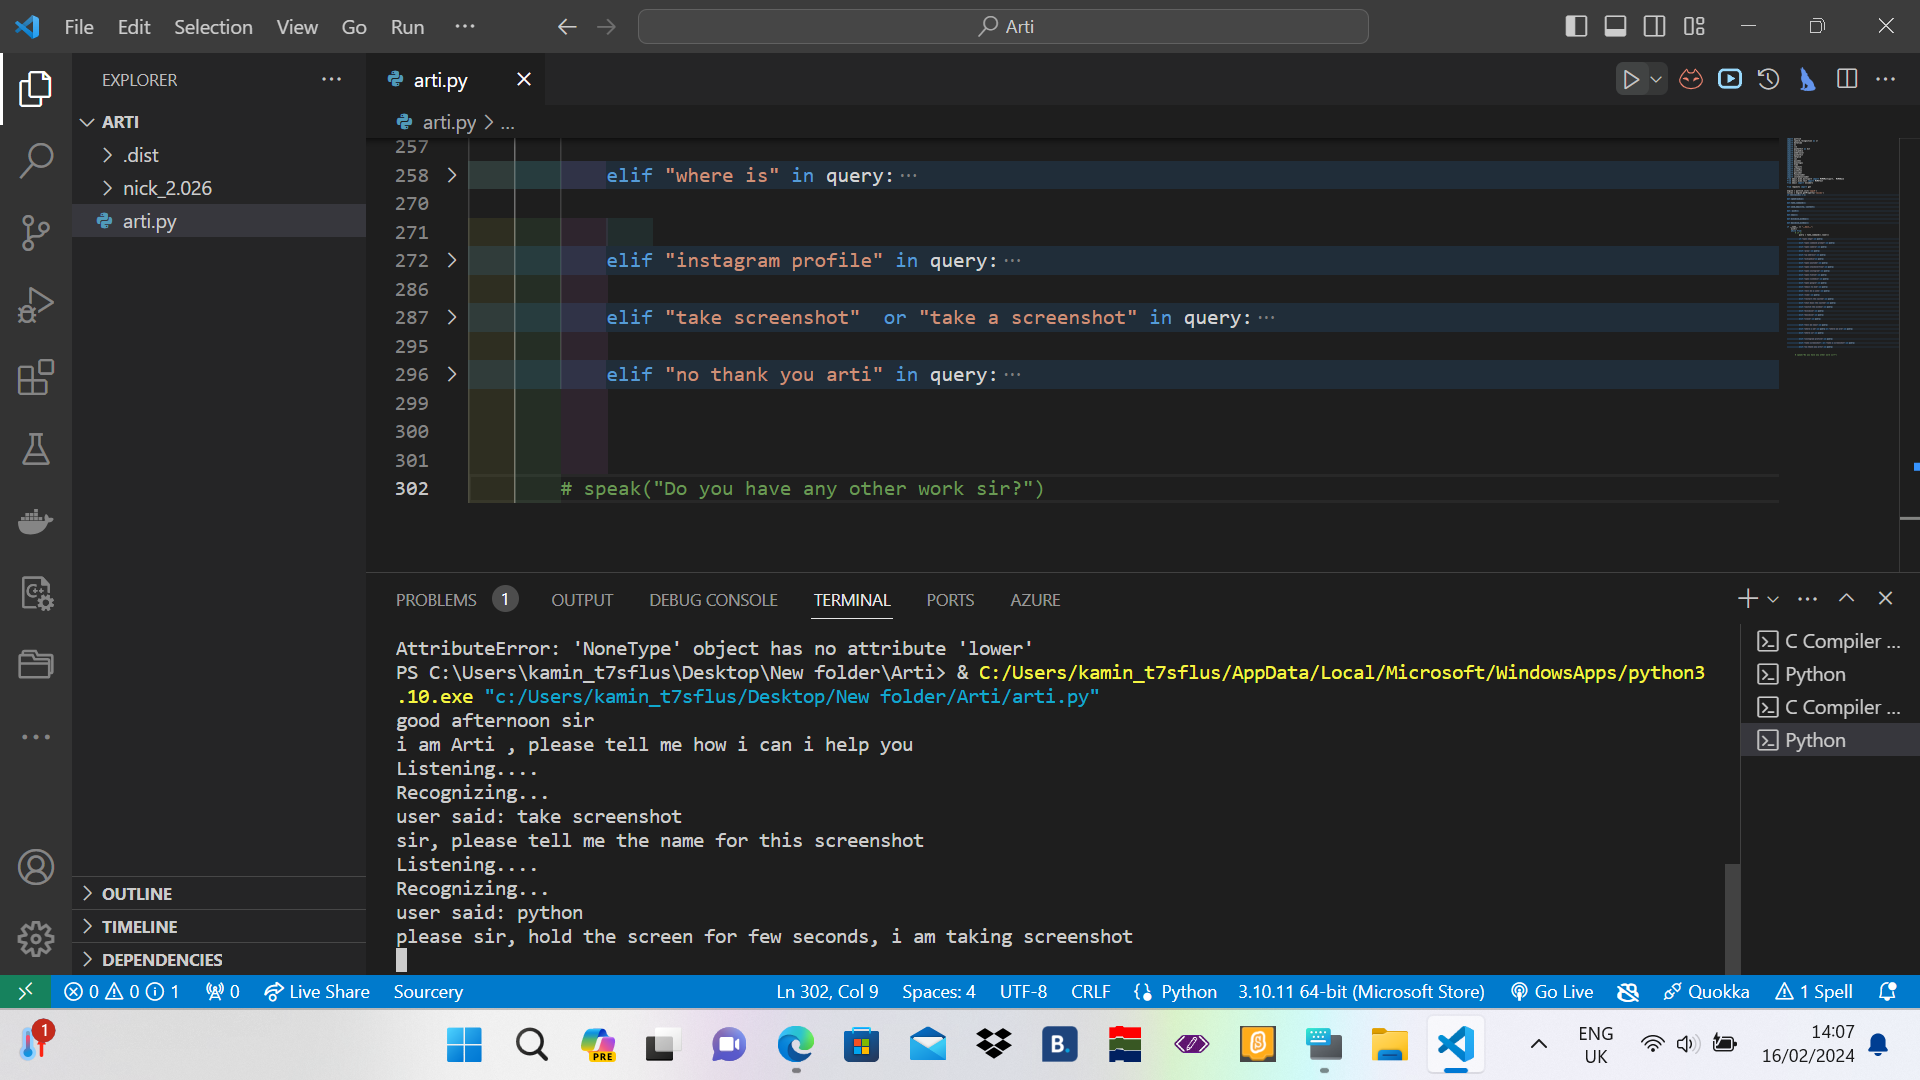 File Edit Selection View Go Run ··· Arti
EXPLORER ···
ARTI
.dist
nick_2.026
arti.py
OUTLINE
TIMELINE
DEPENDENCIES
arti.py
arti.py > ...
257
258 elif "where is" in query:···
270
271
272 elif "instagram profile" in query:···
286
287 elif "take screenshot"  or "take a screenshot" in query:···
295
296 elif "no thank you arti" in query:···
299
300
301
302 # speak("Do you have any other work sir?")
PROBLEMS 1 OUTPUT DEBUG CONSOLE TERMINAL PORTS AZURE
AttributeError: 'NoneType' object has no attribute 'lower'
PS C:\Users\kamin_t7sflus\Desktop\New folder\Arti> & C:/Users/kamin_t7sflus/AppData/Local/Microsoft/WindowsApps/python3
.10.exe "c:/Users/kamin_t7sflus/Desktop/New folder/Arti/arti.py"
good afternoon sir
i am Arti , please tell me how i can i help you
Listening....
Recognizing...
user said: take screenshot
sir, please tell me the name for this screenshot
Listening....
Recognizing...
user said: python
please sir, hold the screen for few seconds, i am taking screenshot
C Compiler ...
Python
C Compiler ...
Python
0 0 1 0 Live Share Sourcery Ln 302, Col 9 Spaces: 4 UTF-8 CRLF Python 3.10.11 64-bit (Microsoft Store) Go Live Quokka 1 Spell
1
PRE
B.
ENG
UK
14:07
16/02/2024